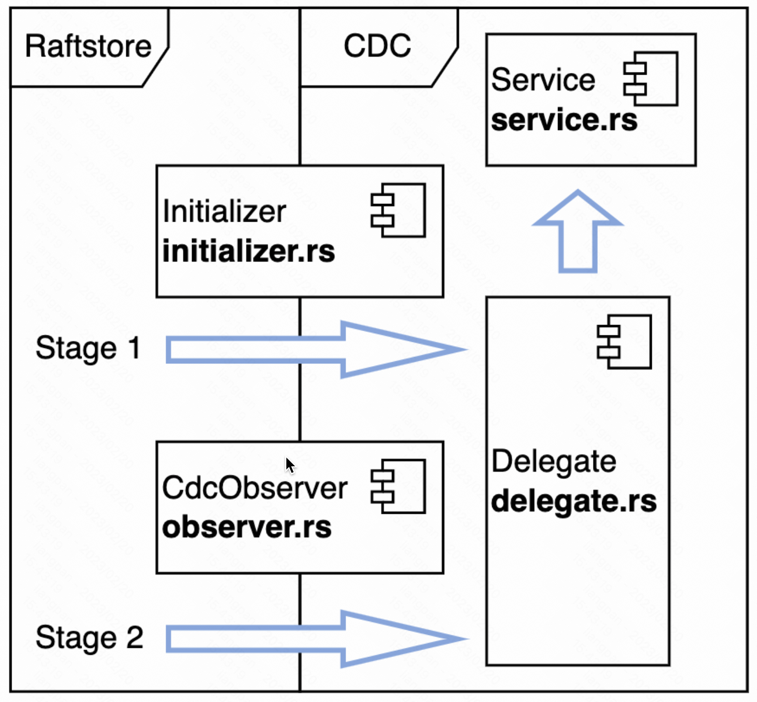 Raftstore
CDC
Service
service.rs
Initializer
initializer.rs
Stage 1
Delegate
delegate.rs
CdcObserver
observer.rs
Stage 2